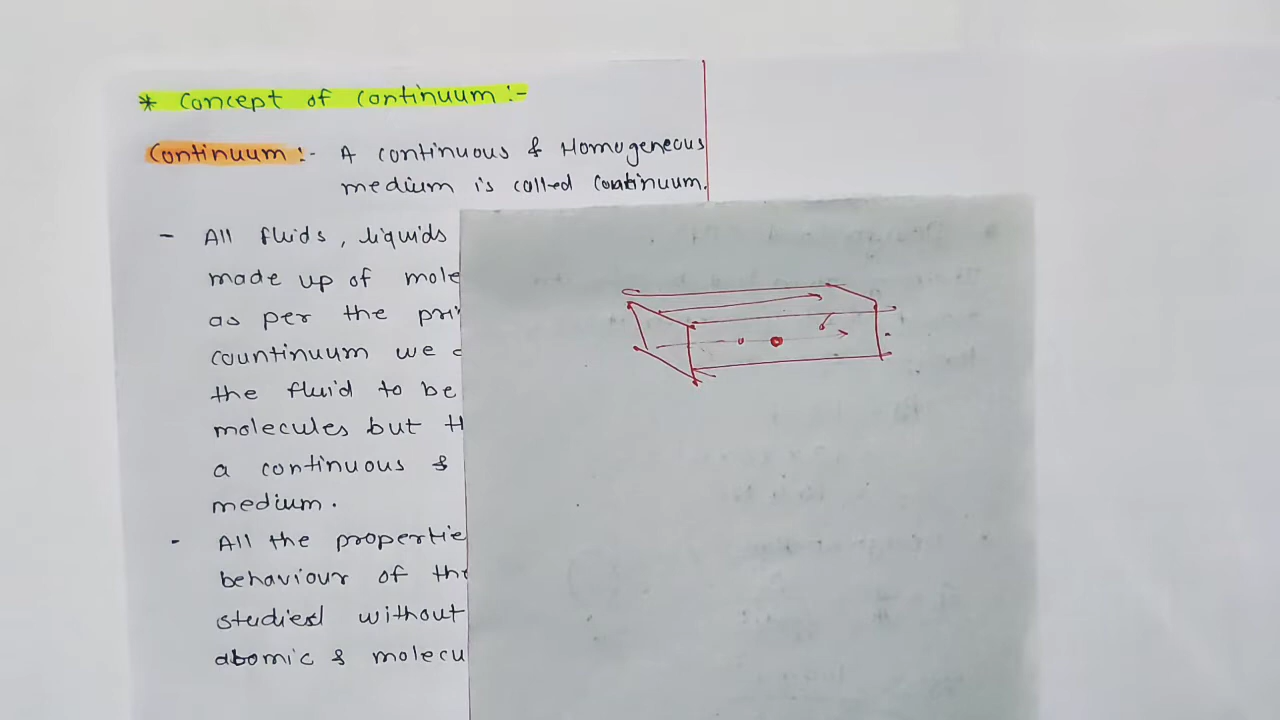 * Concept of Continuum :-
Continuum :- A continuous & Homogeneous
medium is called Continuum.
- All fluids, liquids
made up of mole
as per the pri
countinuum we
the fluid to be
molecules but
a continuous &
medium.
- All the propertie
behaviour of the
studied without
atomic & molecu